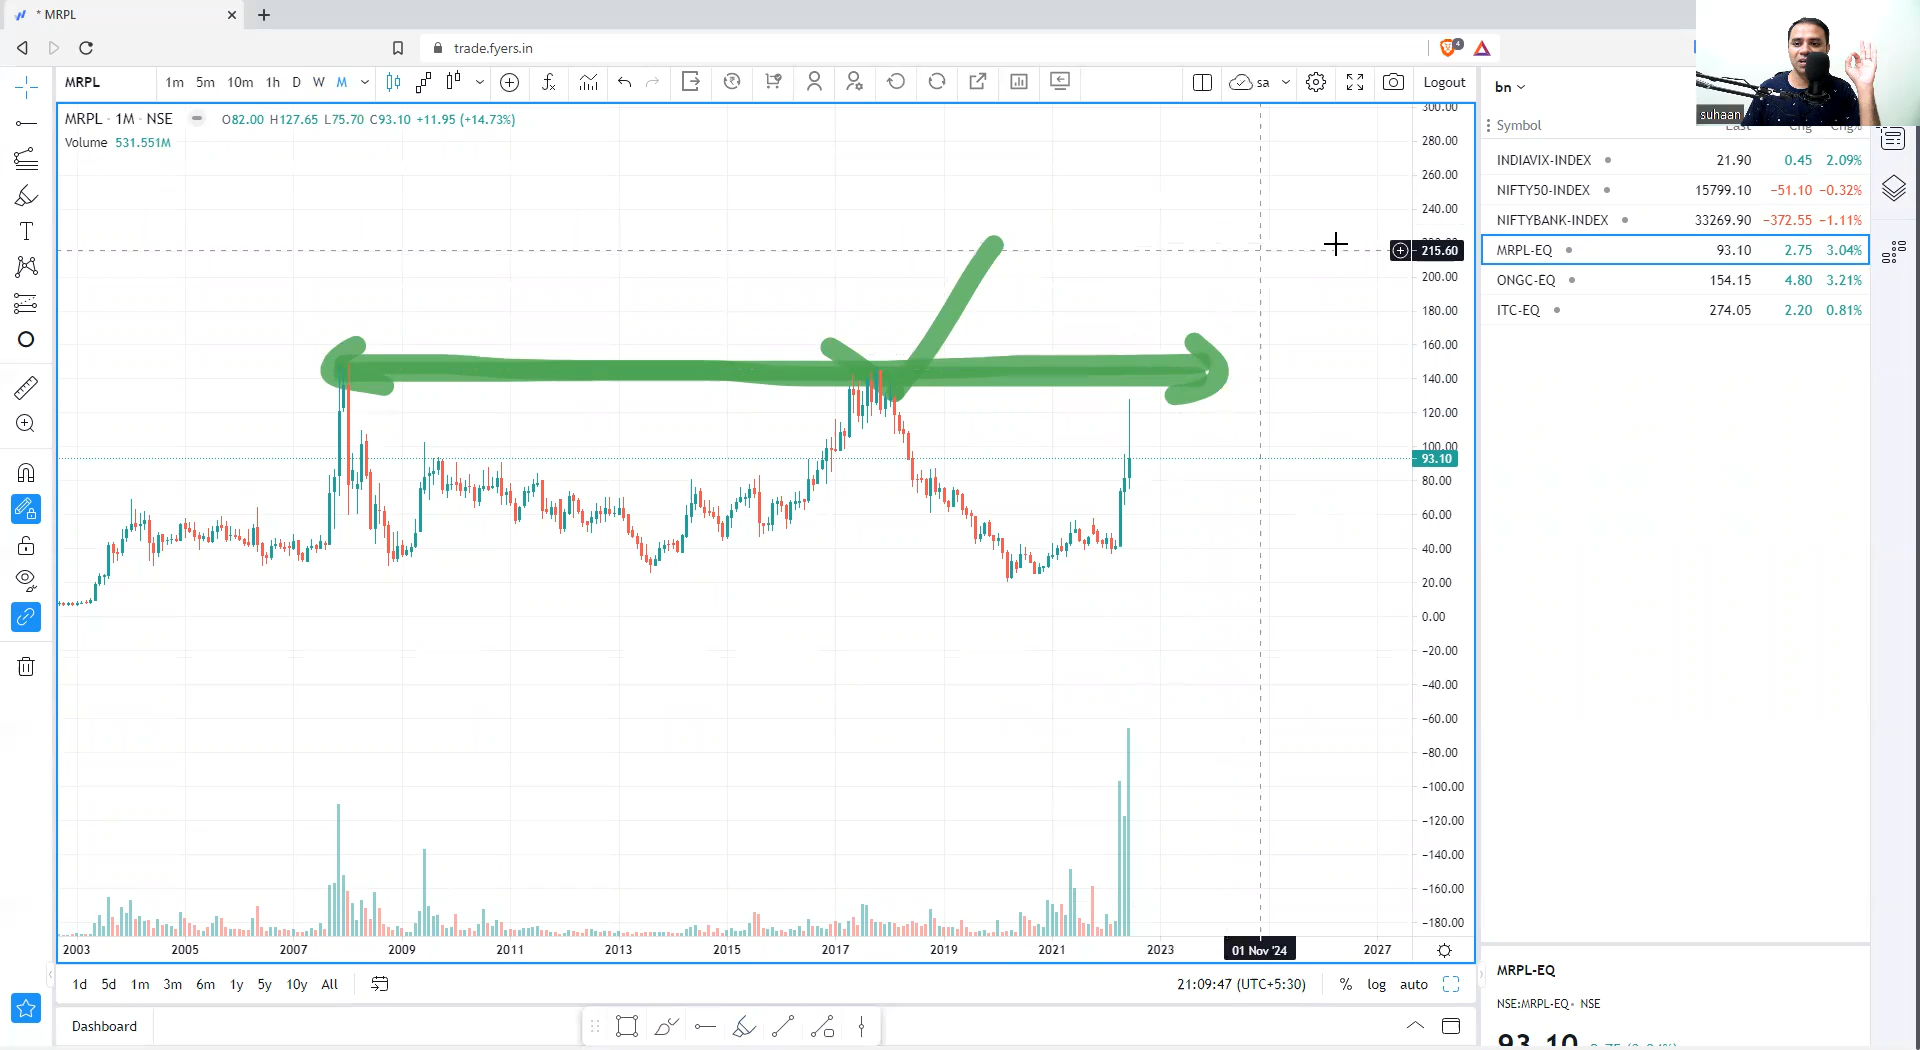 * MRPL
trade.fyers.in
4
MRPL 1m 5m 10m 1h D W M sa Logout
MRPL · 1M · NSE O82.00 H127.65 L75.70 C93.10 +11.95 (+14.73%)
Volume 531.551M
300.00
280.00
260.00
240.00
215.60
200.00
180.00
160.00
140.00
120.00
100.00
93.10
80.00
60.00
40.00
20.00
0.00
−20.00
−40.00
−60.00
−80.00
−100.00
−120.00
−140.00
−160.00
−180.00
2003 2005 2007 2009 2011 2013 2015 2017 2019 2021 2023 01 Nov '24 2027
1d 5d 1m 3m 6m 1y 5y 10y All 21:09:47 (UTC+5:30) % log auto
Dashboard
bn
suhaan
Symbol Last Chg Chg%
INDIAVIX-INDEX 21.90 0.45 2.09%
NIFTY50-INDEX 15799.10 −51.10 −0.32%
NIFTYBANK-INDEX 33269.90 −372.55 −1.11%
MRPL-EQ 93.10 2.75 3.04%
ONGC-EQ 154.15 4.80 3.21%
ITC-EQ 274.05 2.20 0.81%
MRPL-EQ
NSE:MRPL-EQ • NSE
93.10